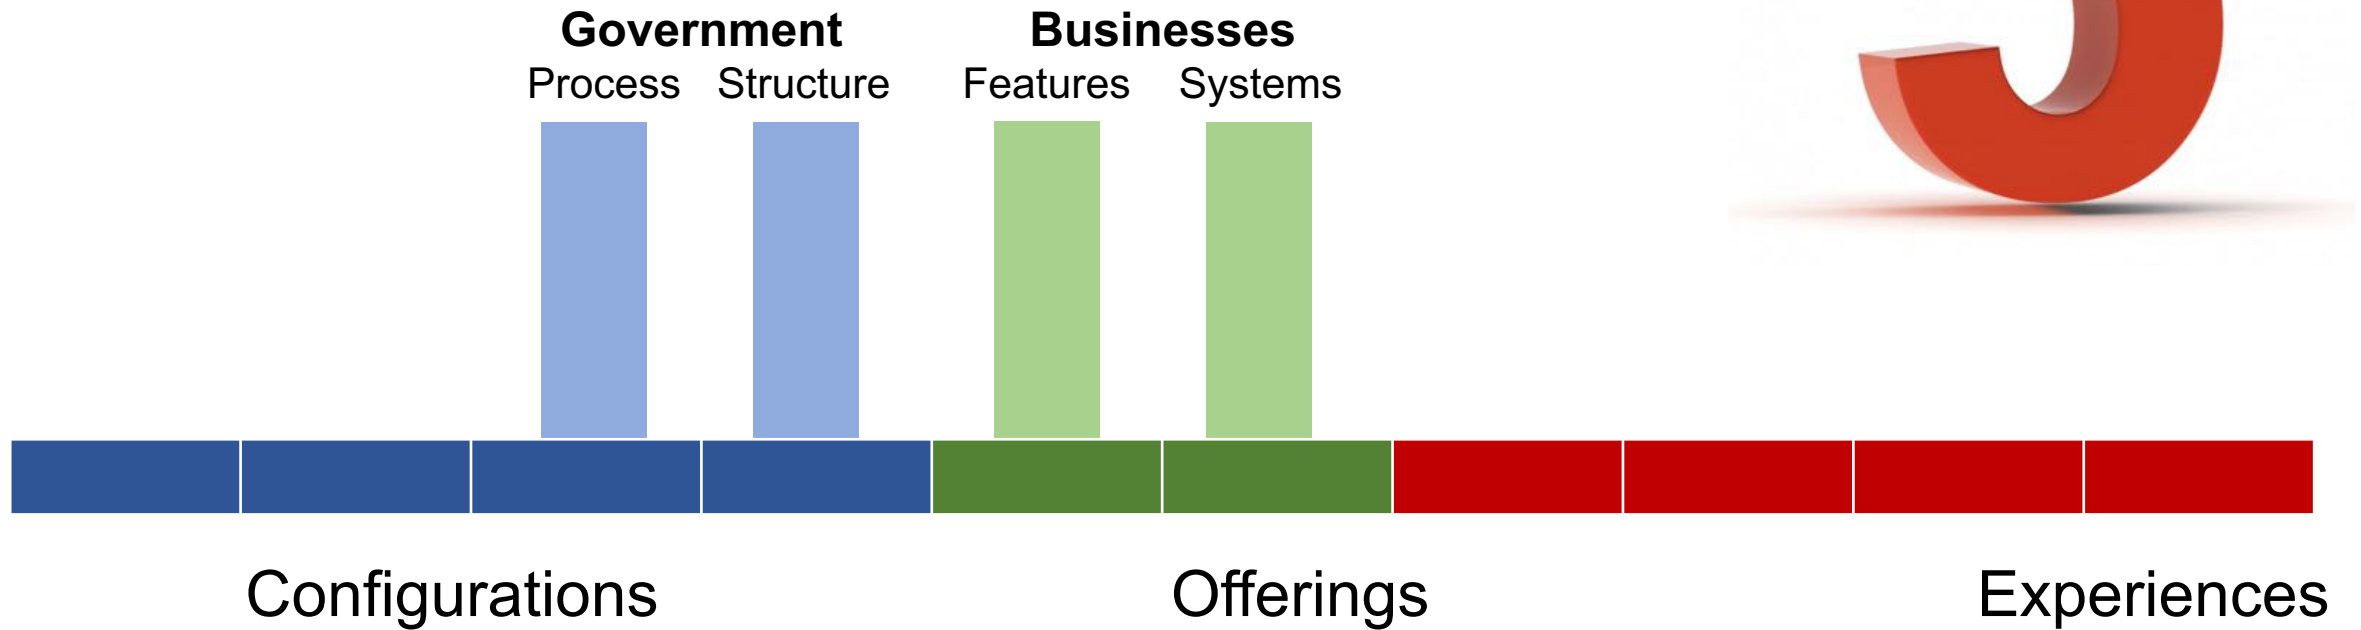 Government Businesses
Process Structure Features Systems
Configurations Offerings Experiences